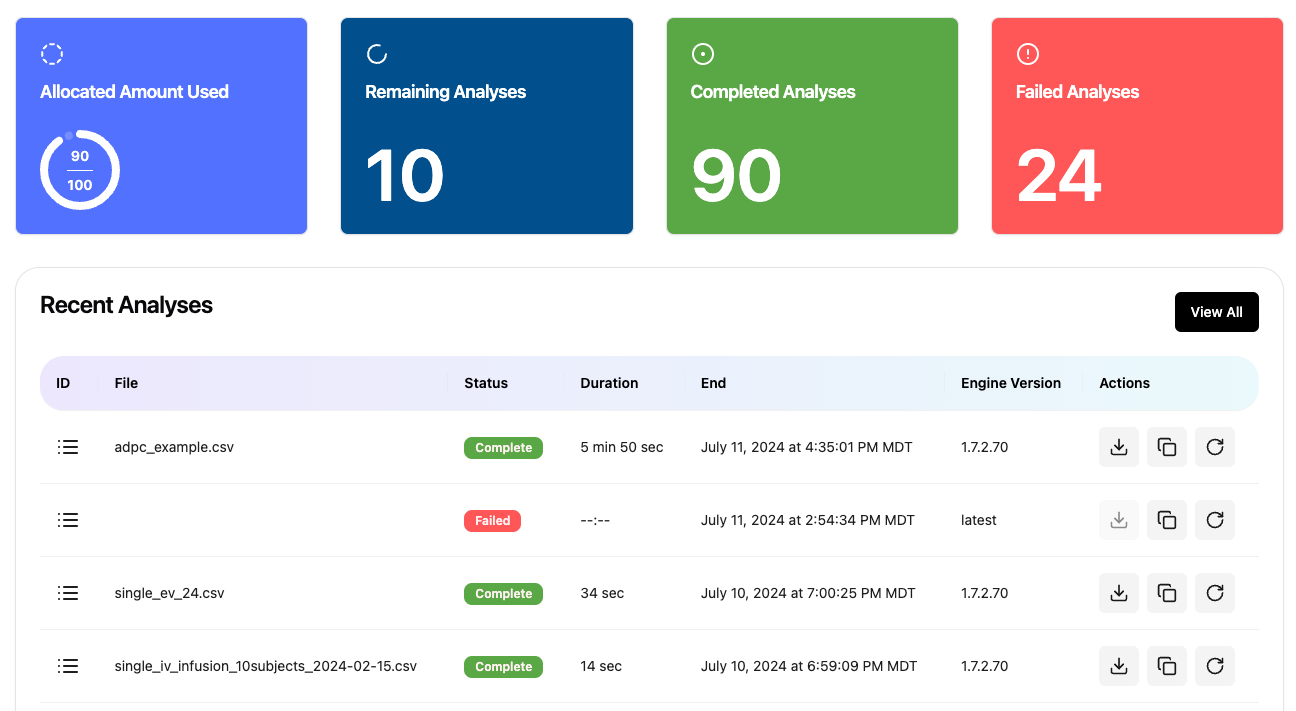 Allocated Amount Used
90
100
Remaining Analyses
10
Completed Analyses
90
Failed Analyses
24
Recent Analyses
View All
ID File Status Duration End Engine Version Actions
adpc_example.csv Complete 5 min 50 sec July 11, 2024 at 4:35:01 PM MDT 1.7.2.70
Failed --:-- July 11, 2024 at 2:54:34 PM MDT latest
single_ev_24.csv Complete 34 sec July 10, 2024 at 7:00:25 PM MDT 1.7.2.70
single_iv_infusion_10subjects_2024-02-15.csv Complete 14 sec July 10, 2024 at 6:59:09 PM MDT 1.7.2.70